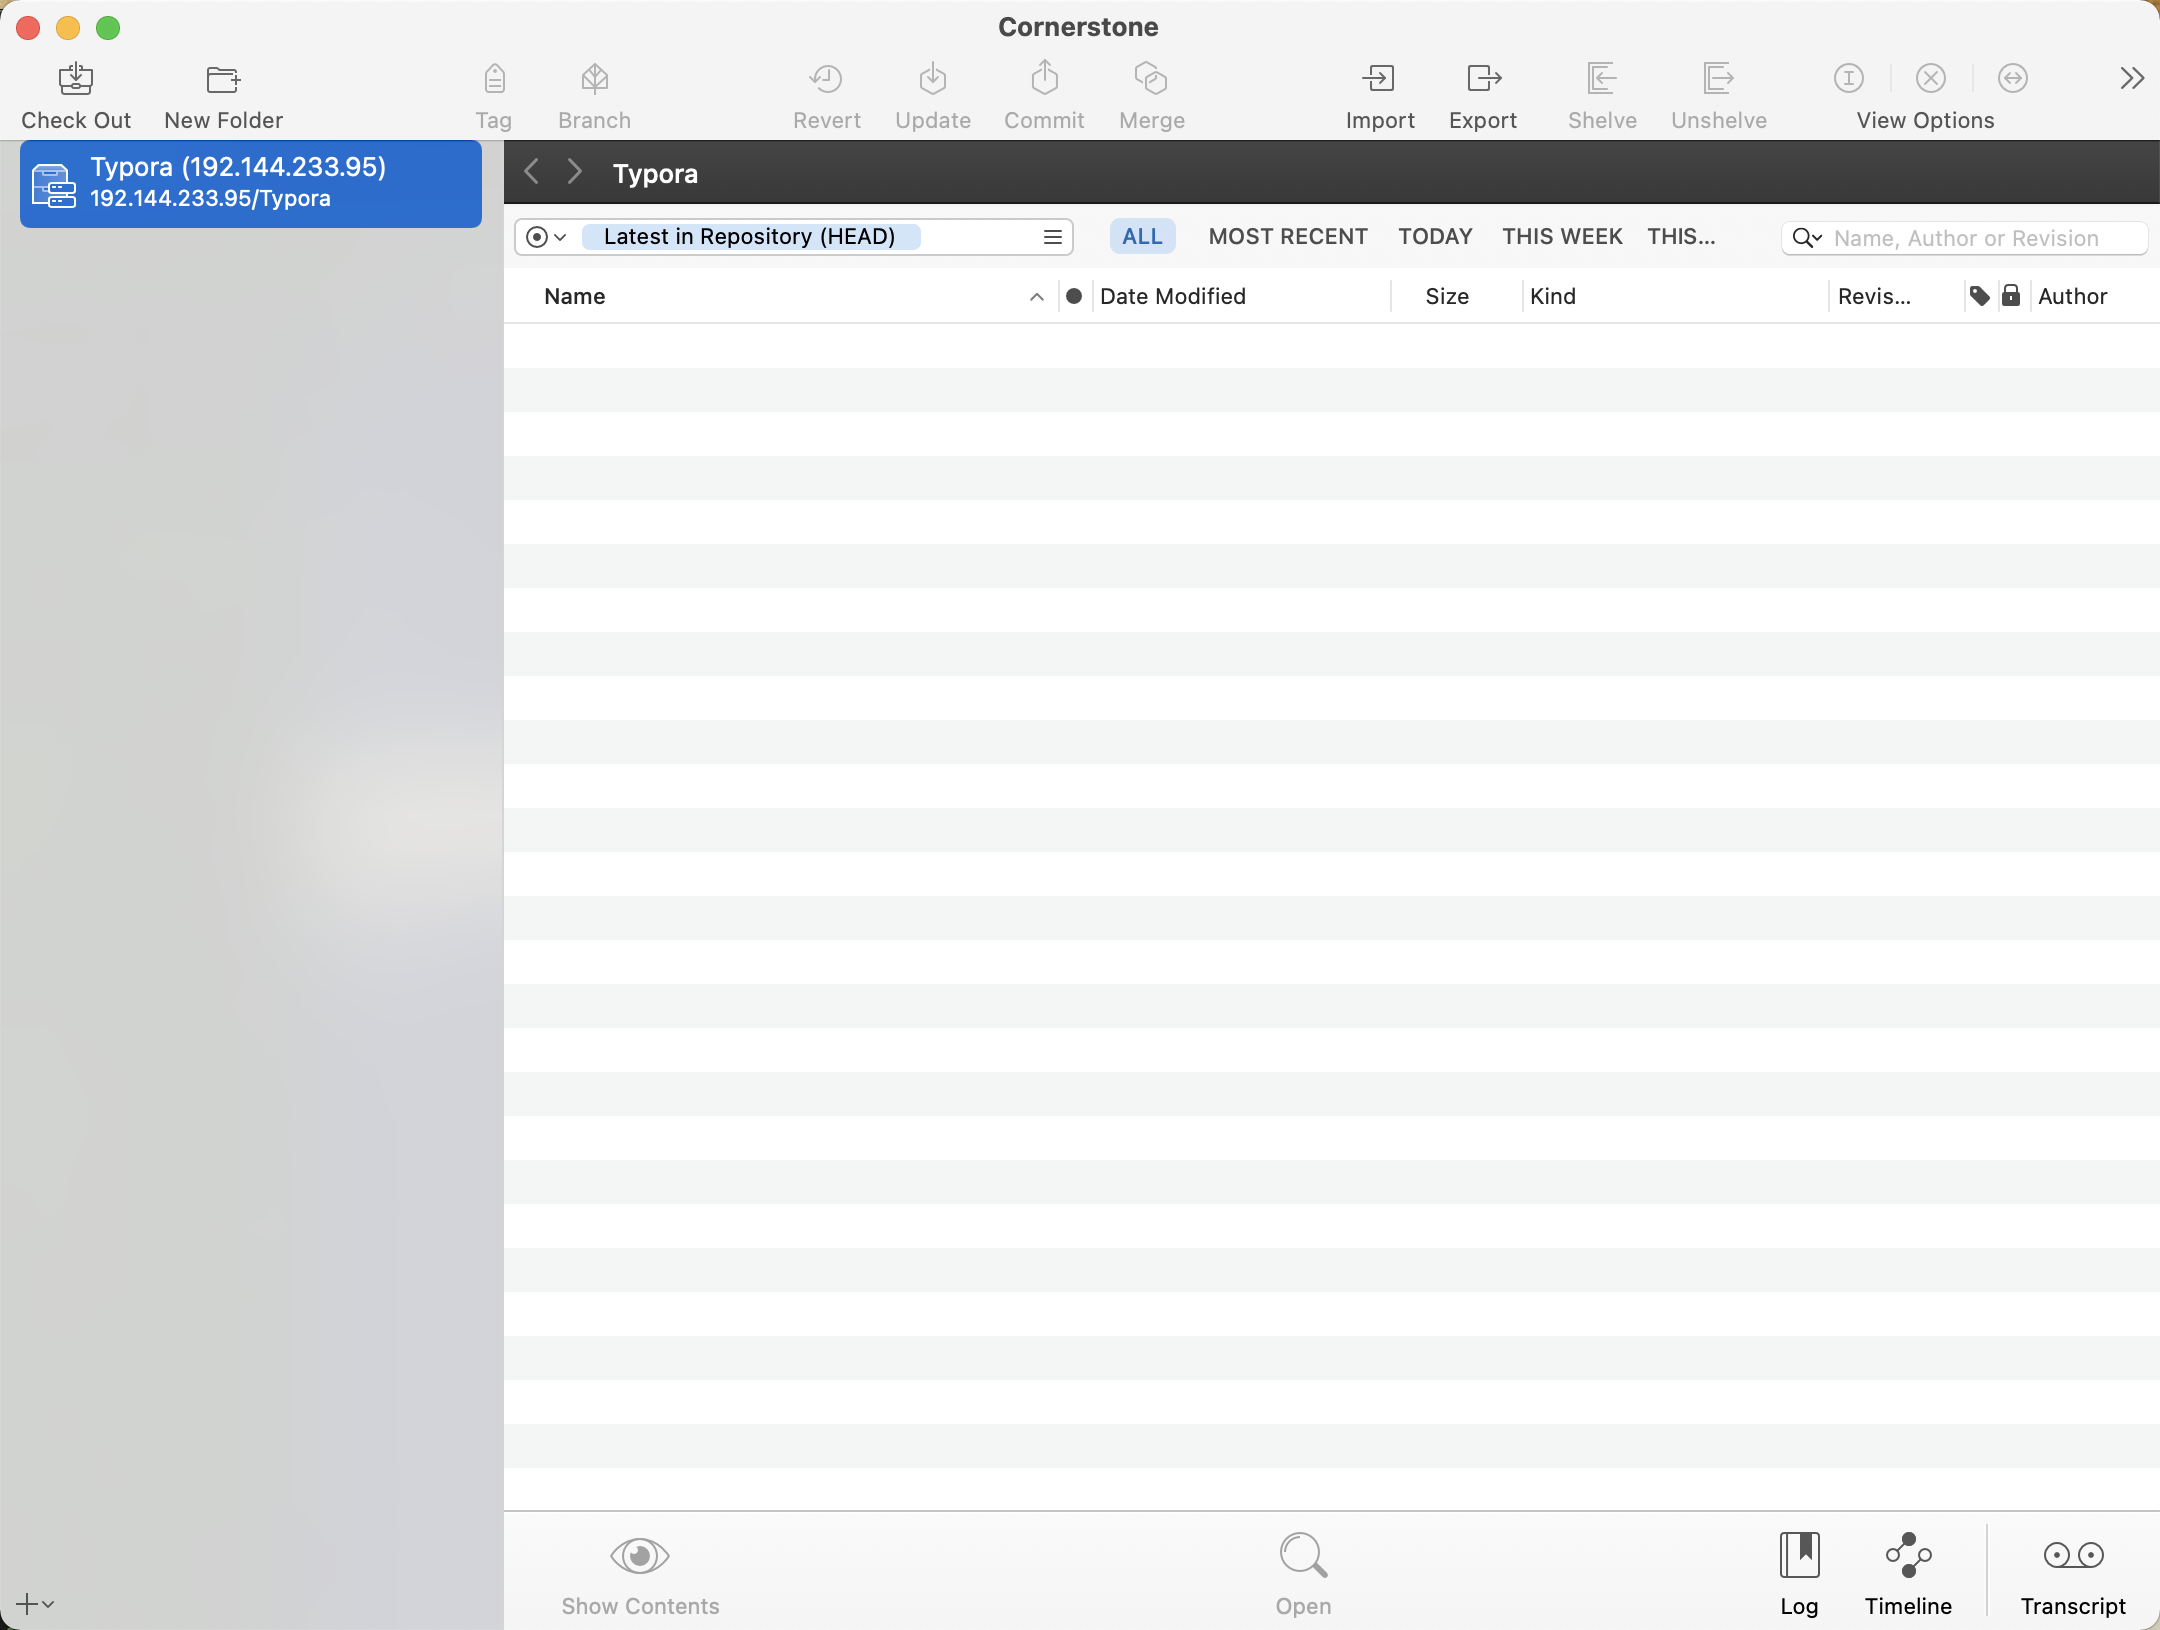 Cornerstone
Check Out New Folder Tag Branch Revert Update Commit Merge Import Export Shelve Unshelve View Options
Typora (192.144.233.95)
192.144.233.95/Typora
Typora
Latest in Repository (HEAD) ALL MOST RECENT TODAY THIS WEEK THIS... Name, Author or Revision
Name Date Modified Size Kind Revis... Author
Show Contents Open Log Timeline Transcript